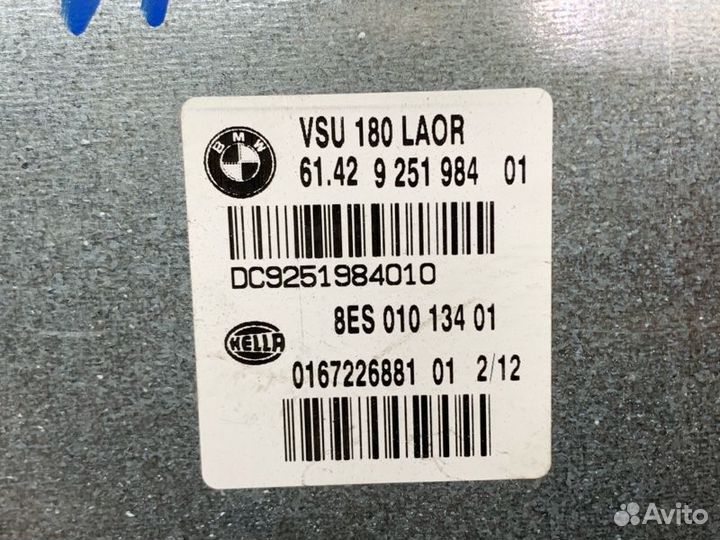 BMW
VSU 180 LAOR
61.42 9 251 984 01
DC9251984010
8ES 010 134 01
HELLA
0167226881 01 2/12
Avito